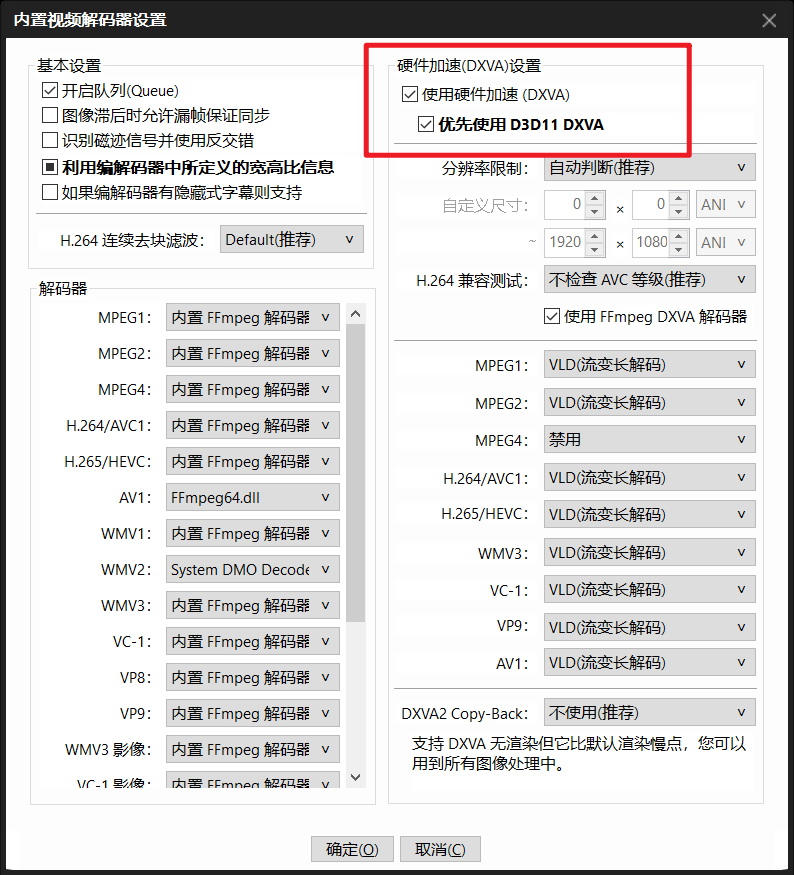 内置视频解码器设置
基本设置
开启队列(Queue)
图像滞后时允许漏帧保证同步
识别磁迹信号并使用反交错
利用编解码器中所定义的宽高比信息
如果编解码器有隐藏式字幕则支持
H.264 连续去块滤波: Default(推荐)
解码器
MPEG1: 内置 FFmpeg 解码器
MPEG2: 内置 FFmpeg 解码器
MPEG4: 内置 FFmpeg 解码器
H.264/AVC1: 内置 FFmpeg 解码器
H.265/HEVC: 内置 FFmpeg 解码器
AV1: FFmpeg64.dll
WMV1: 内置 FFmpeg 解码器
WMV2: System DMO Decode
WMV3: 内置 FFmpeg 解码器
VC-1: 内置 FFmpeg 解码器
VP8: 内置 FFmpeg 解码器
VP9: 内置 FFmpeg 解码器
WMV3 影像: 内置 FFmpeg 解码器
VC-1 影像: 内置 FFmpeg 解码器
硬件加速(DXVA)设置
使用硬件加速 (DXVA)
优先使用 D3D11 DXVA
分辨率限制: 自动判断(推荐)
自定义尺寸: 0 × 0 ANI
~ 1920 × 1080 ANI
H.264 兼容测试: 不检查 AVC 等级(推荐)
使用 FFmpeg DXVA 解码器
MPEG1: VLD(流变长解码)
MPEG2: VLD(流变长解码)
MPEG4: 禁用
H.264/AVC1: VLD(流变长解码)
H.265/HEVC: VLD(流变长解码)
WMV3: VLD(流变长解码)
VC-1: VLD(流变长解码)
VP9: VLD(流变长解码)
AV1: VLD(流变长解码)
DXVA2 Copy-Back: 不使用(推荐)
支持 DXVA 无渲染但它比默认渲染慢点，您可以
用到所有图像处理中。
确定(O) 取消(C)